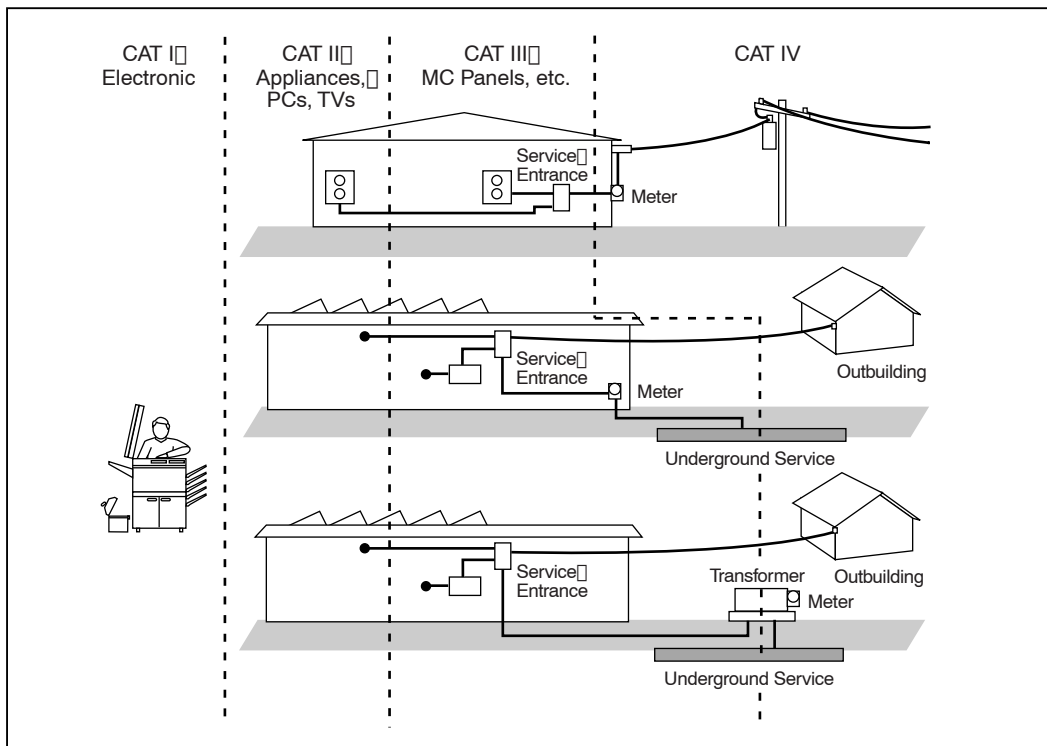 CAT I
Electronic
CAT II
Appliances,
PCs, TVs
CAT III
MC Panels, etc.
CAT IV
Service
Entrance
Meter
Service
Entrance
Meter
Outbuilding
Underground Service
Service
Entrance
Transformer
Meter
Outbuilding
Underground Service